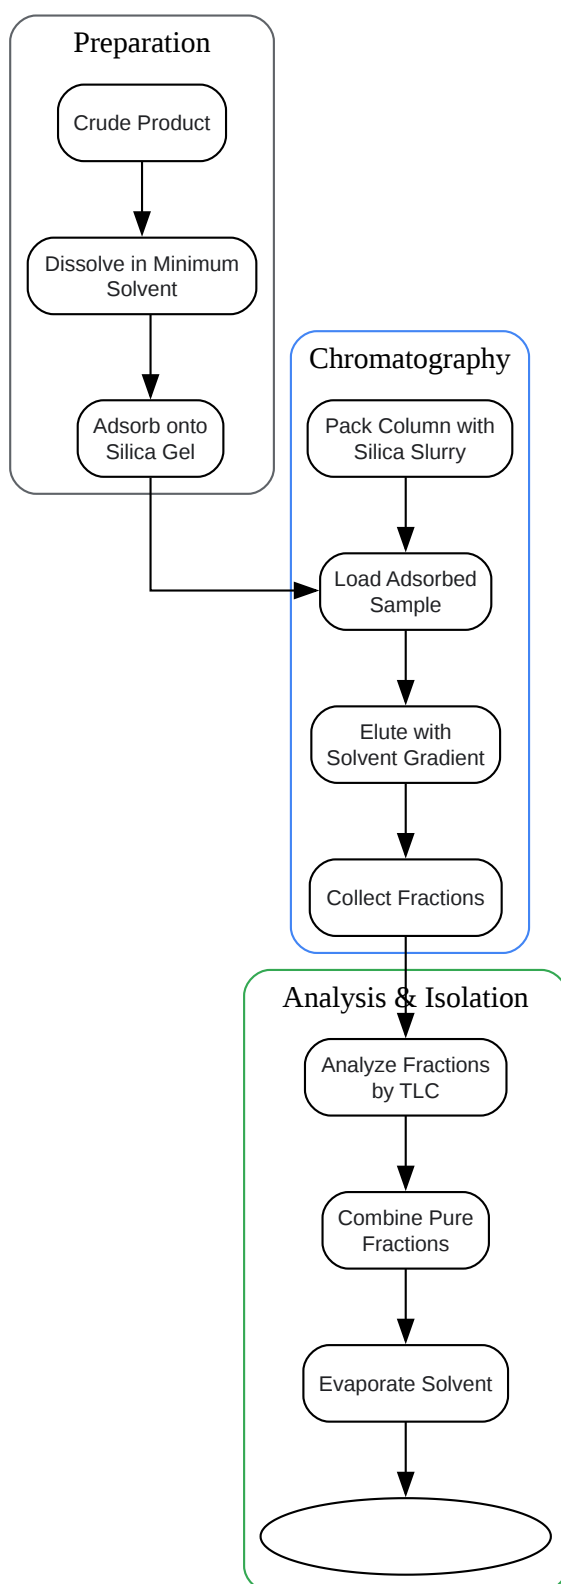 Preparation
Crude Product
Dissolve in Minimum
Solvent
Adsorb onto
Silica Gel
Chromatography
Pack Column with
Silica Slurry
Load Adsorbed
Sample
Elute with
Solvent Gradient
Collect Fractions
Analysis & Isolation
Analyze Fractions
by TLC
Combine Pure
Fractions
Evaporate Solvent